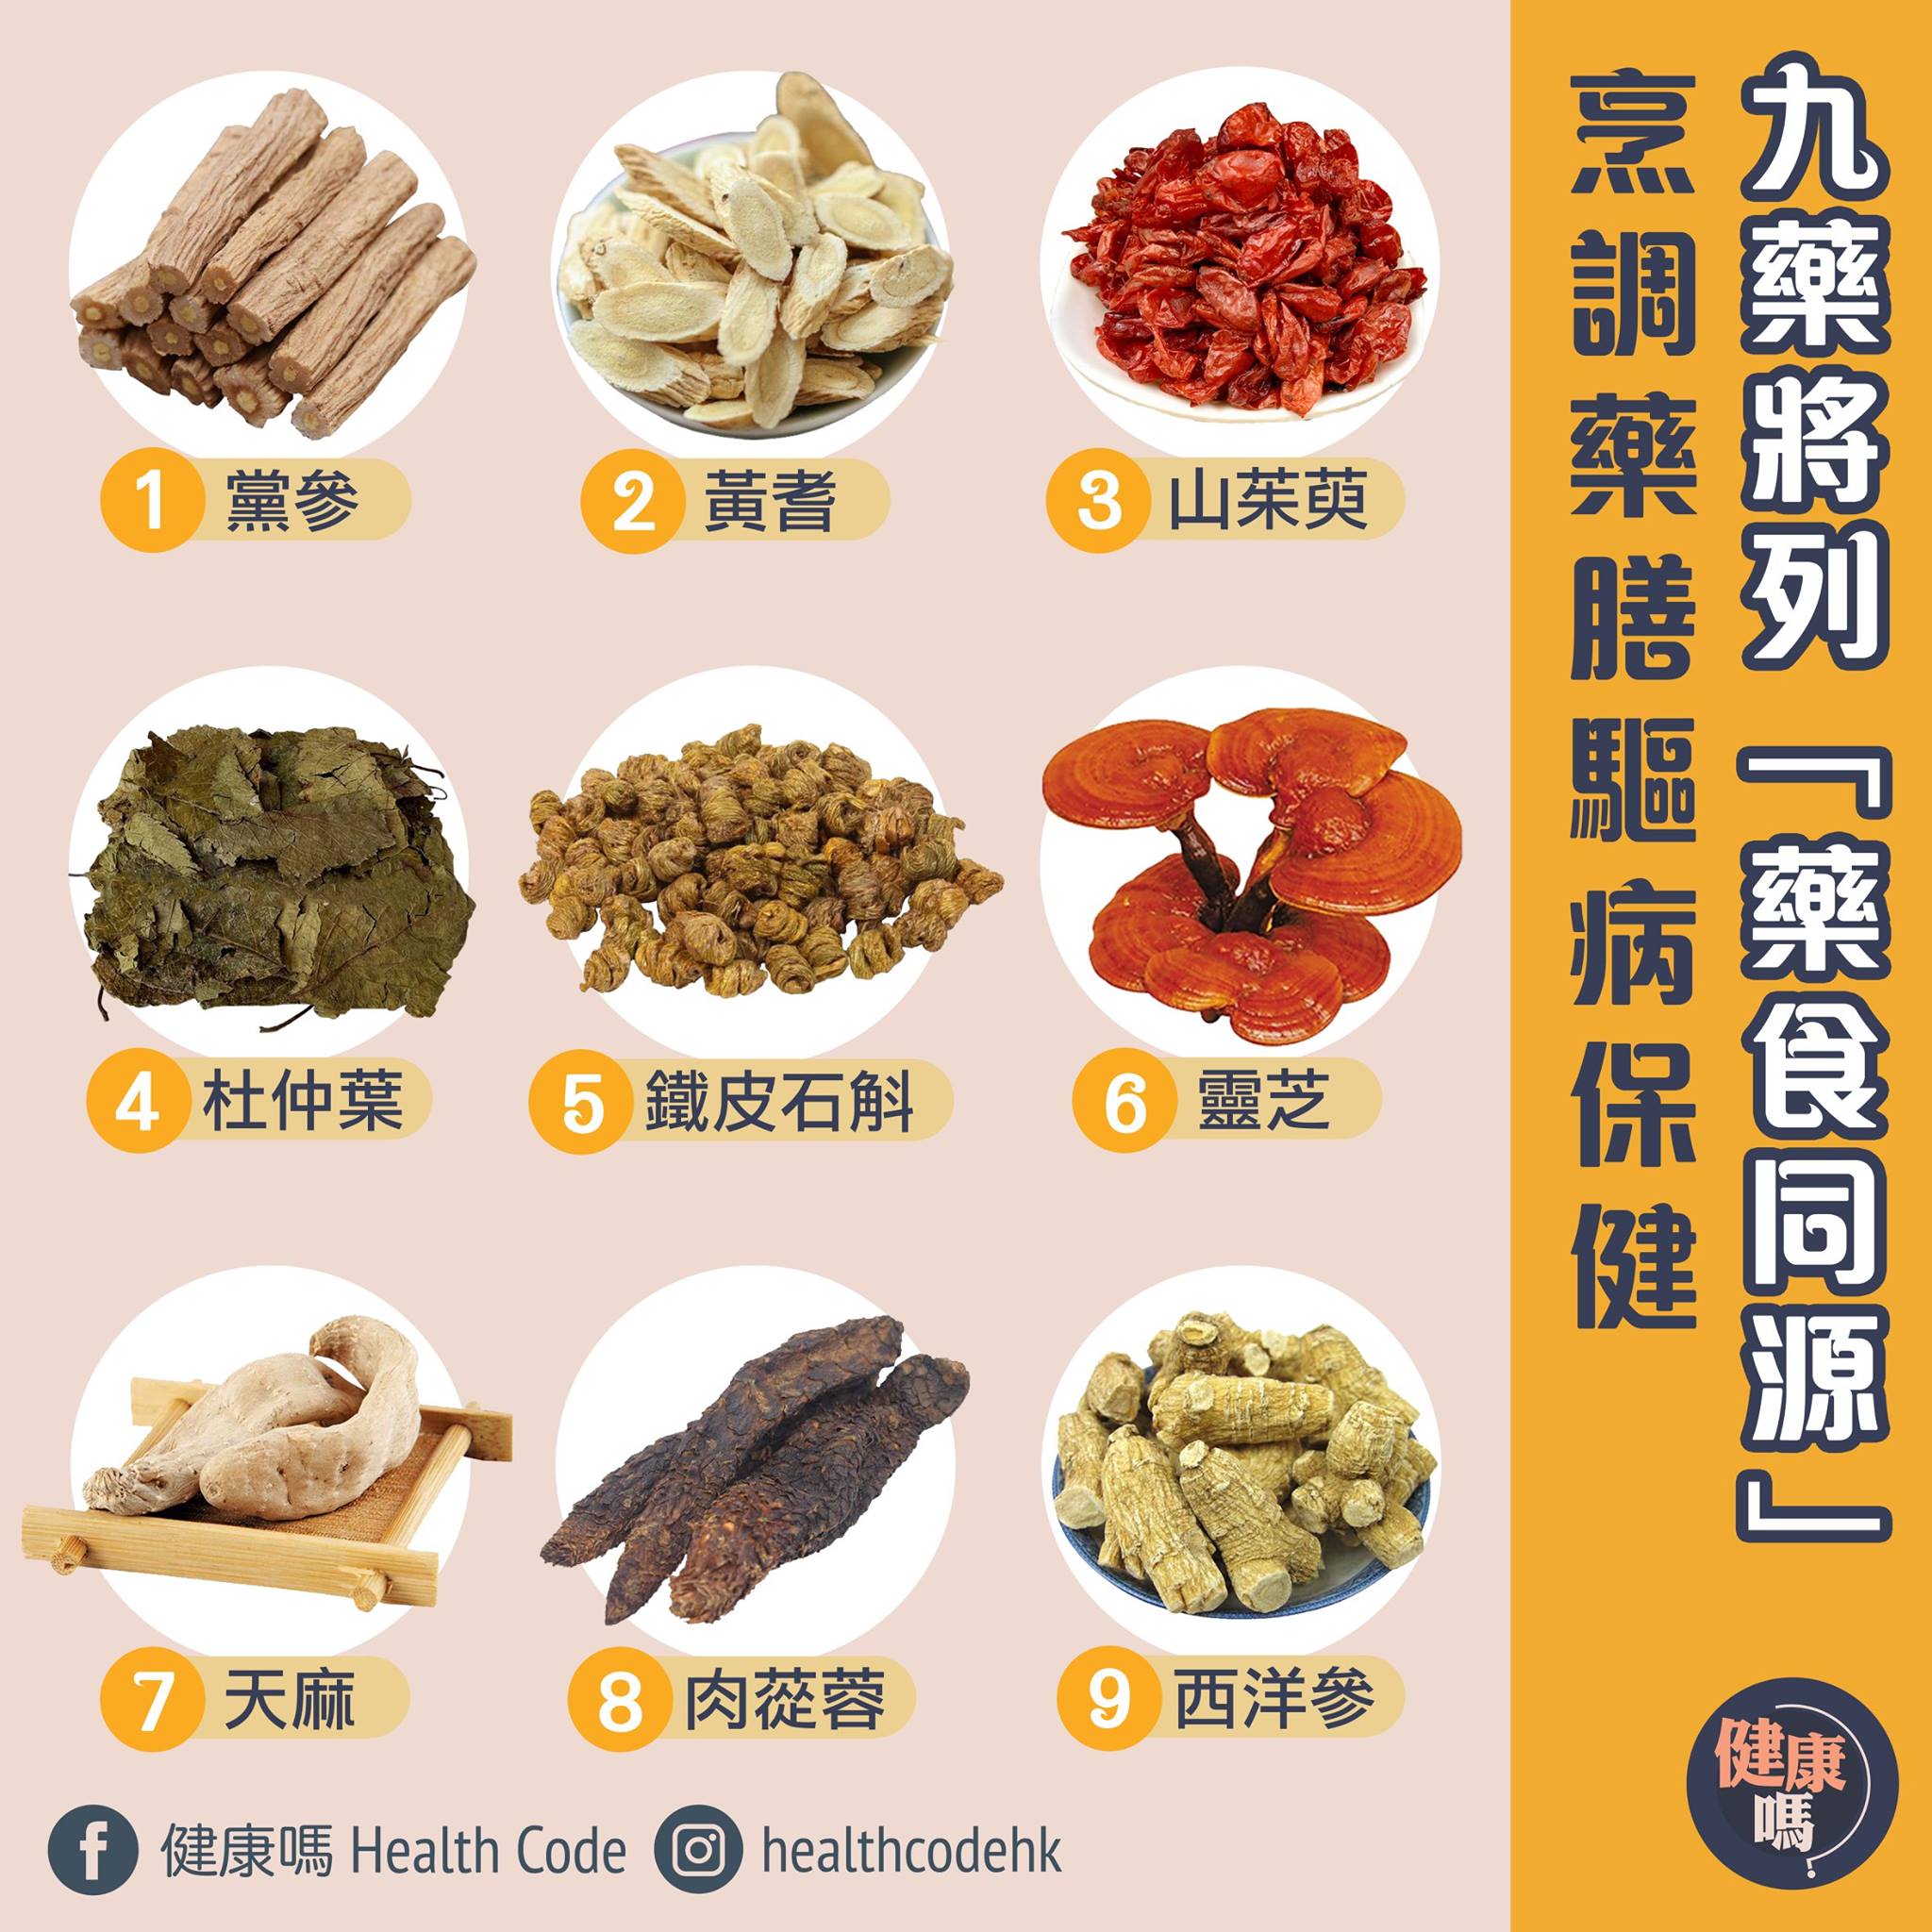 九藥將列「藥食同源」
烹調藥膳驅病保健
1 黨參
2 黃耆
3 山茱萸
4 杜仲葉
5 鐵皮石斛
6 靈芝
7 天麻
8 肉蓯蓉
9 西洋參
健康嗎 Health Code healthcodehk
健康
嗎